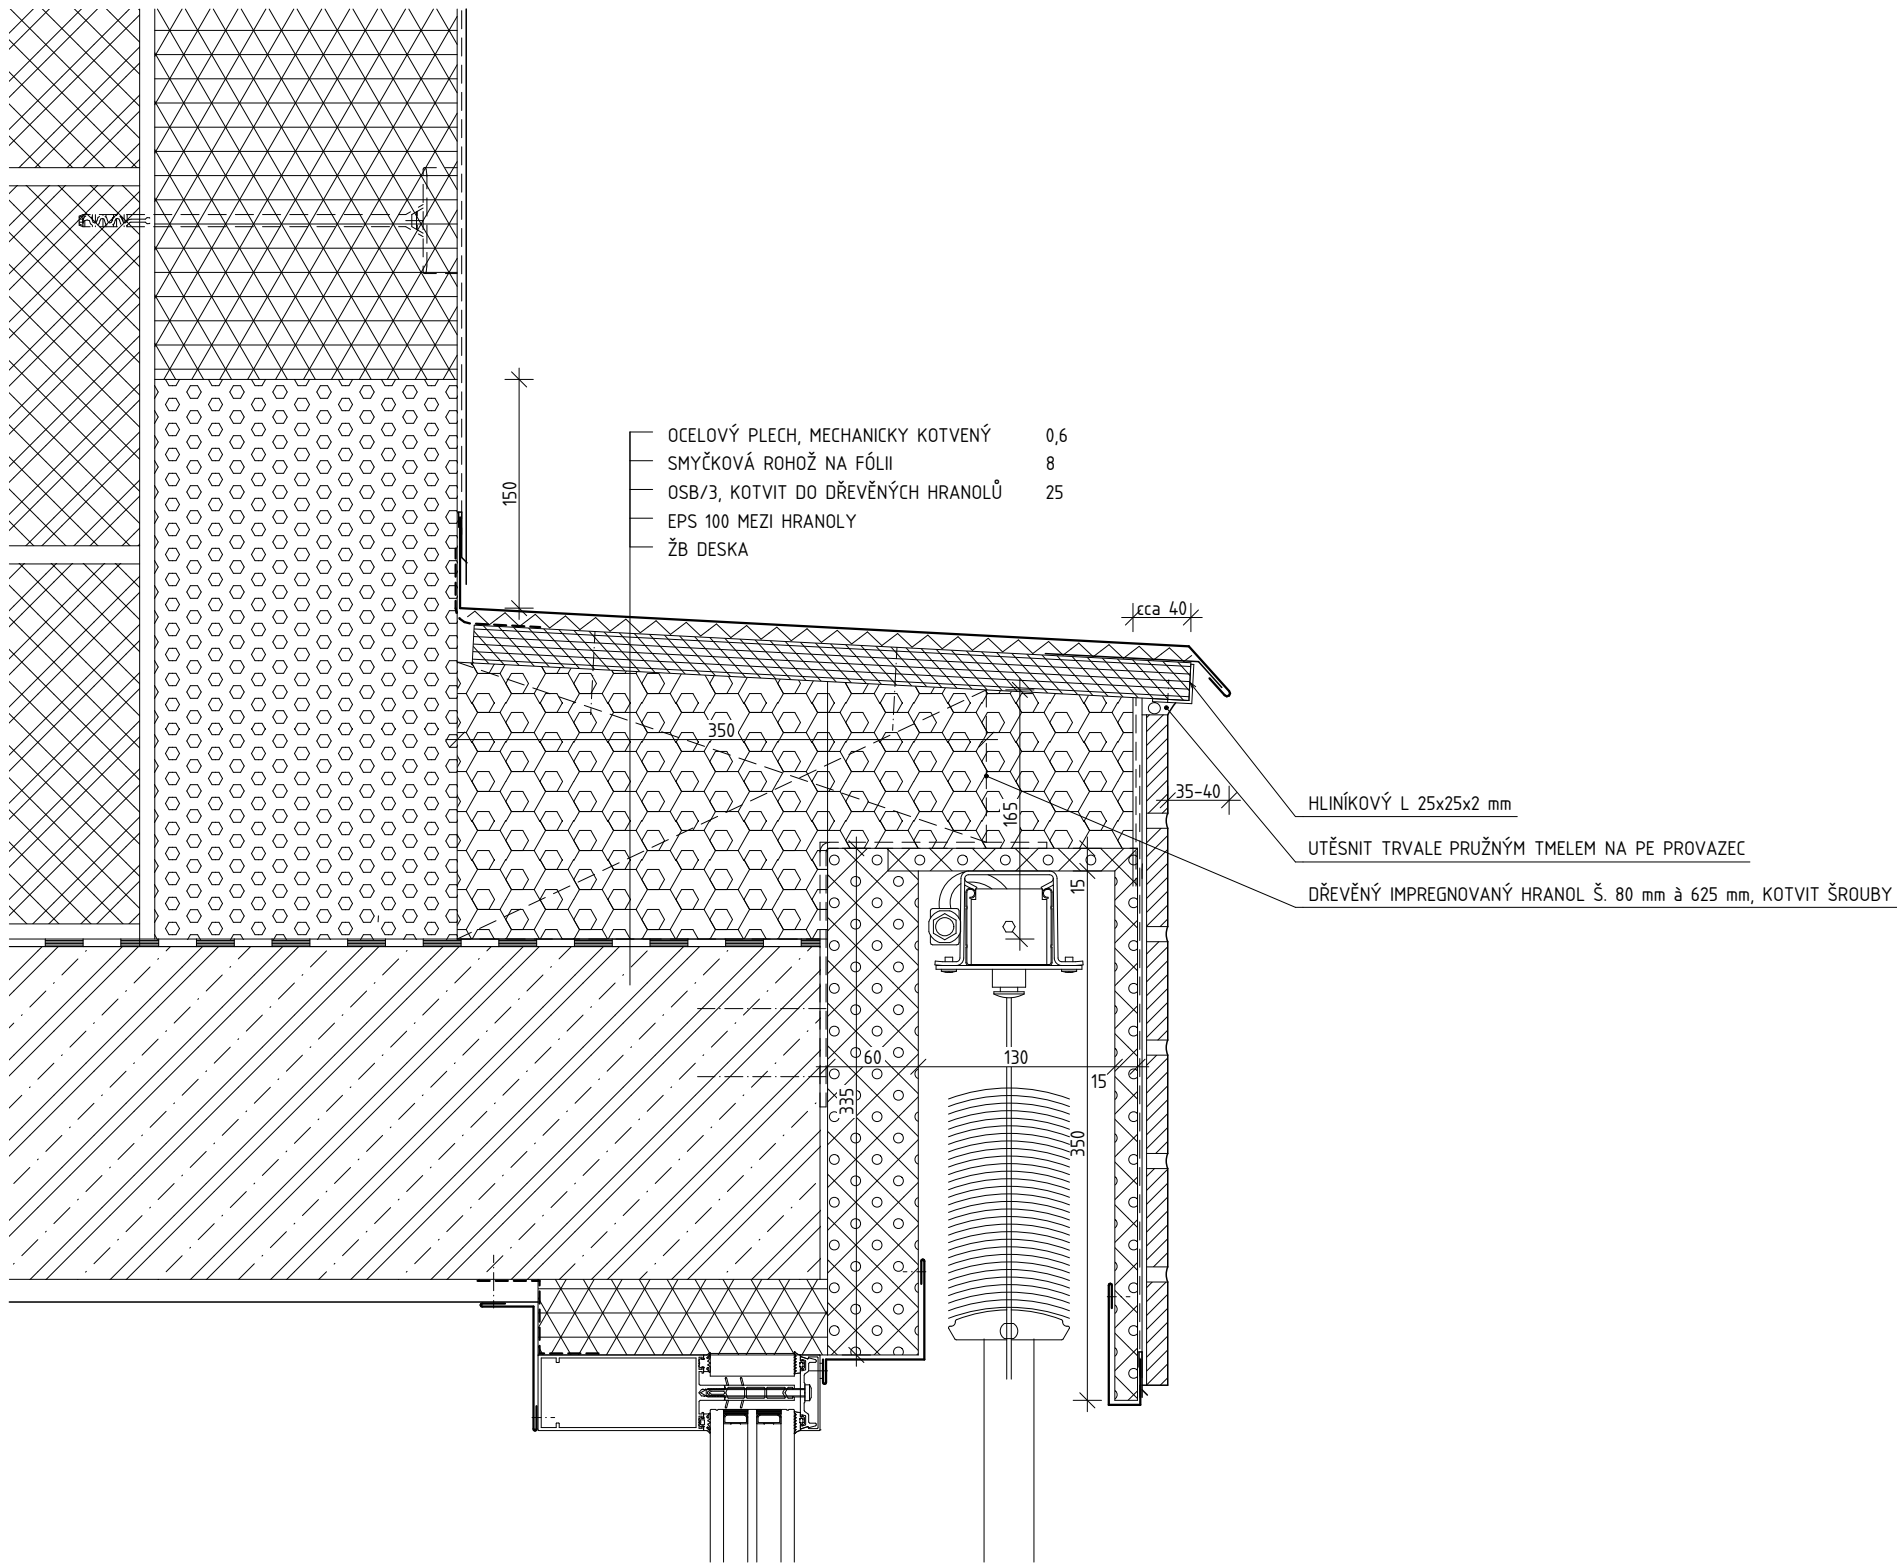 OCELOVÝ PLECH, MECHANICKY KOTVENÝ 0,6
SMYČKOVÁ ROHOŽ NA FÓLII 8
OSB/3, KOTVIT DO DŘEVĚNÝCH HRANOLŮ 25
EPS 100 MEZI HRANOLY
ŽB DESKA
150
cca 40
350
35-40
165
HLINÍKOVÝ L 25x25x2 mm
UTĚSNIT TRVALE PRUŽNÝM TMELEM NA PE PROVAZEC
DŘEVĚNÝ IMPREGNOVANÝ HRANOL Š. 80 mm à 625 mm, KOTVIT ŠROUBY
15
60
130
15
335
350